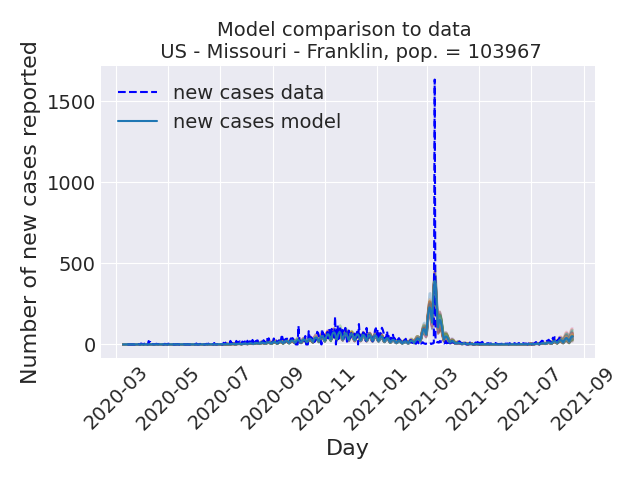 Model comparison to data
US - Missouri - Franklin, pop. = 103967
Number of new cases reported
1500
1000
500
0
new cases data
new cases model
2020-03
2020-05
2020-07
2020-09
2020-11
2021-01
2021-03
2021-05
2021-07
2021-09
Day